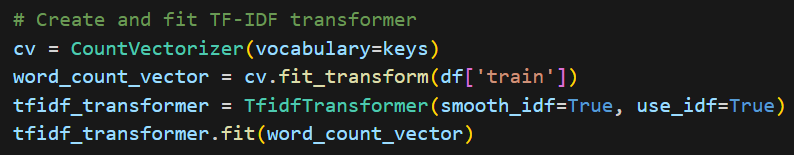 # Create and fit TF-IDF transformer
cv = CountVectorizer(vocabulary=keys)
word_count_vector = cv.fit_transform(df['train'])
tfidf_transformer = TfidfTransformer(smooth_idf=True, use_idf=True)
tfidf_transformer.fit(word_count_vector)